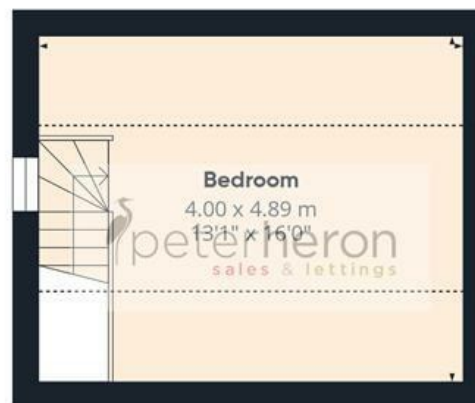 Bedroom
4.00 x 4.89 m
13'1" x 16'0"
peterheron
sales & lettings